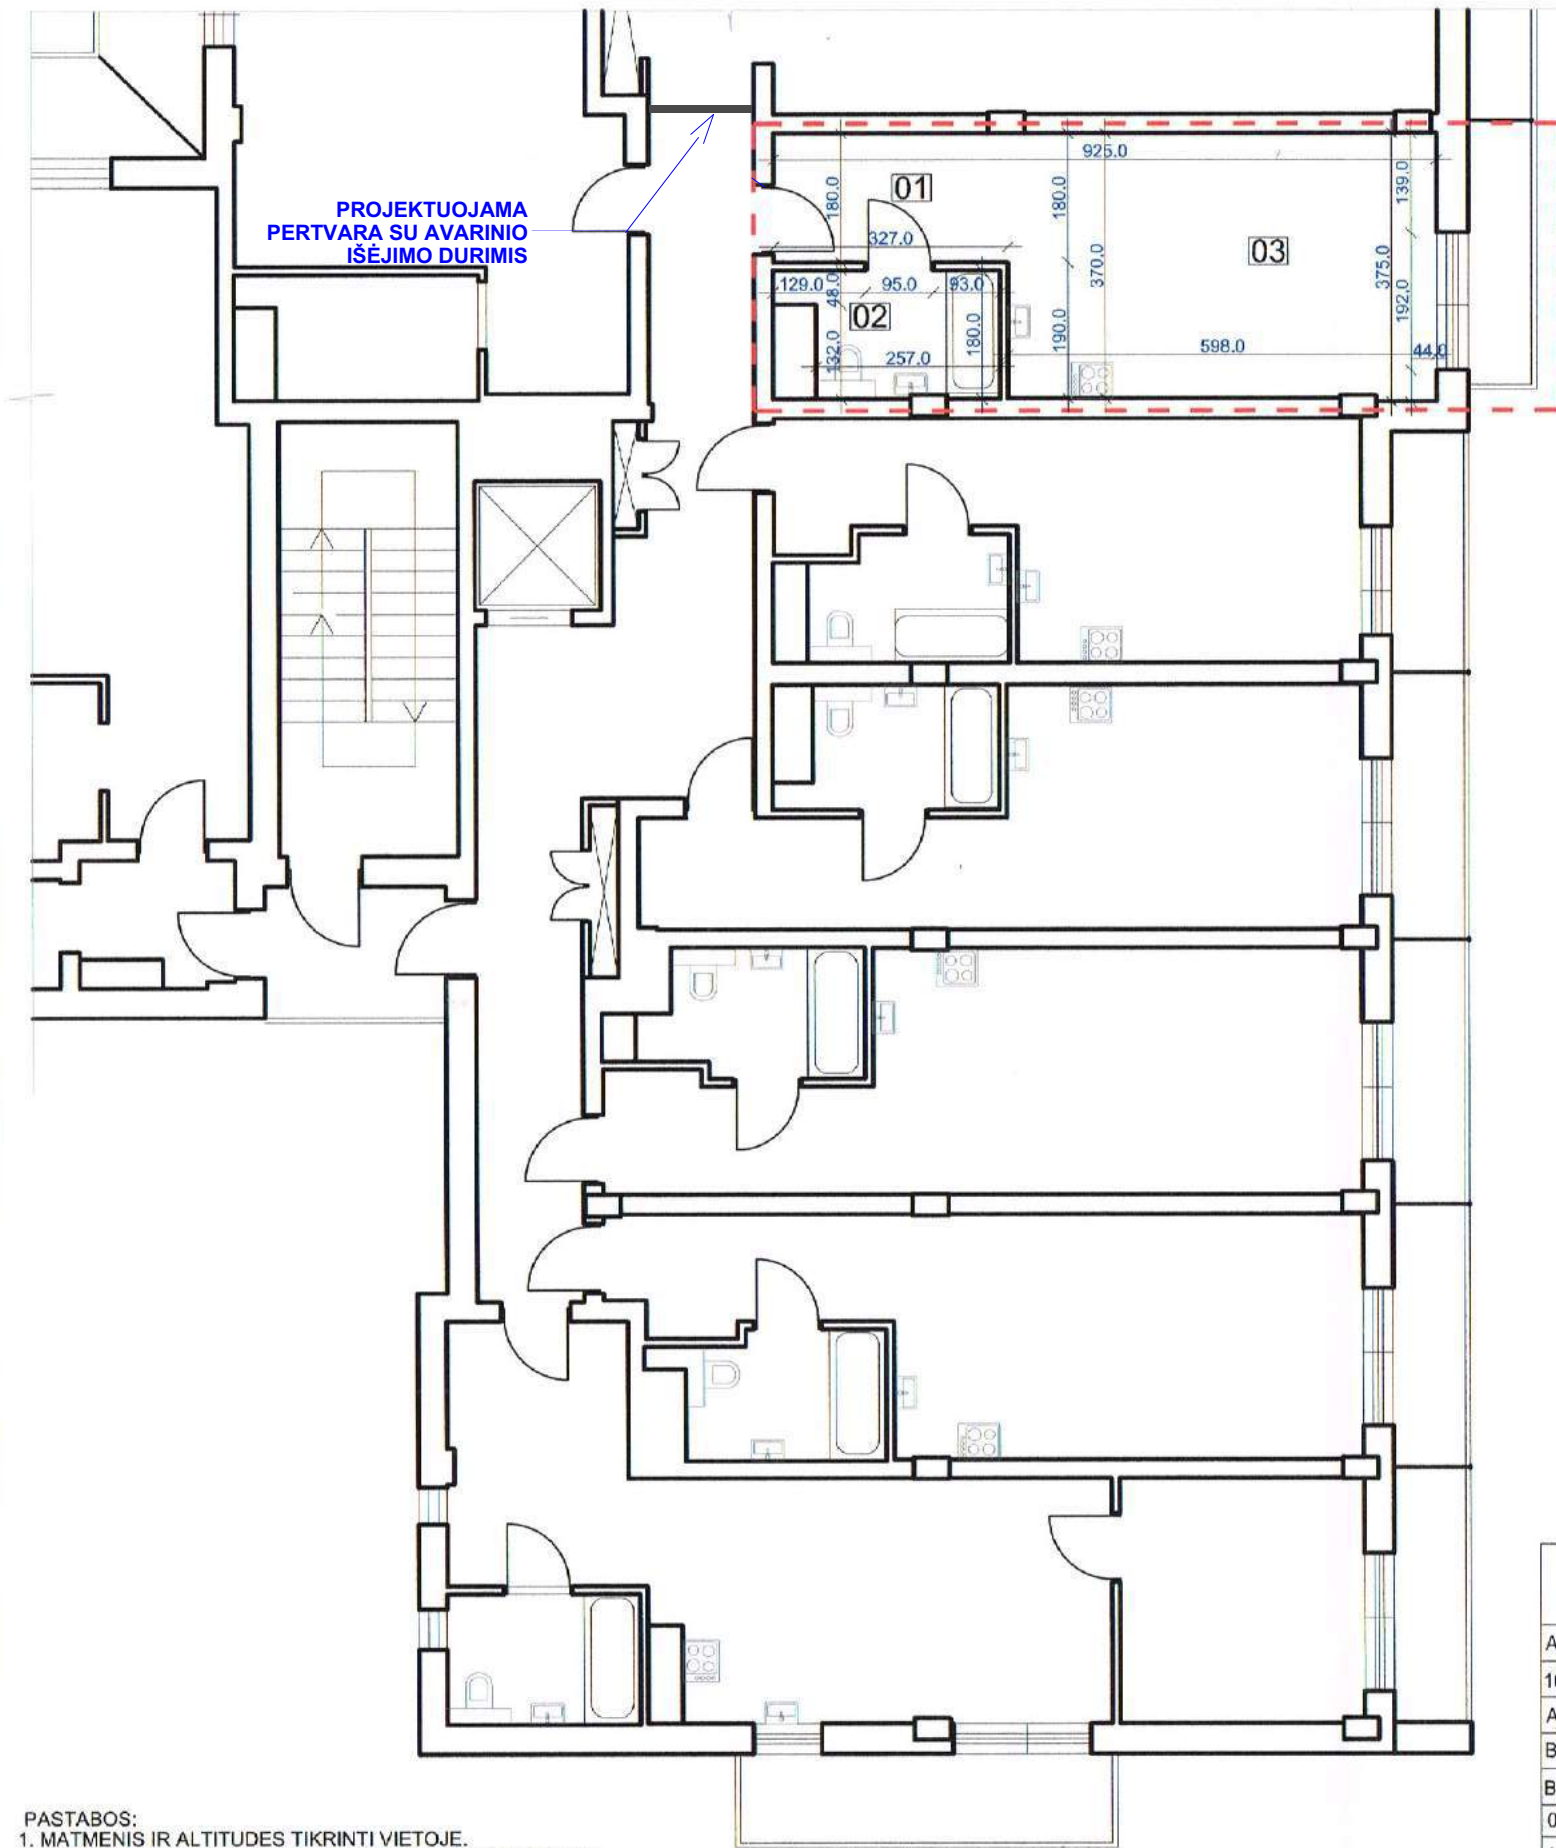 925.0
139.0
180.0
01
180.0
PROJEKTUOJAMA
PERTVARA SU AVARINIO
IŠĖJIMO DURIMIS
327.0
03
370.0
375.0
129.0
48.0
95.0
93.0
192.0
02
190.0
180.0
132.0
257.0
598.0
44.0
A
A
B
B
PASTABOS:
1. MATMENIS IR ALTITUDES TIKRINTI VIETOJE.